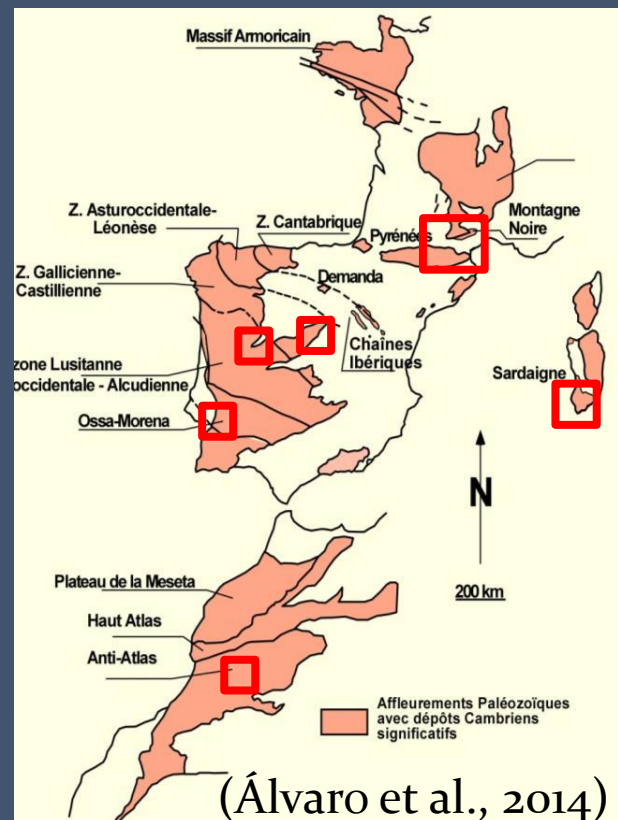 Massif Armoricain
Z. Asturoccidentale-
Léonèse
Z. Cantabrique
Pyrénées
Montagne
Noire
Z. Gallicienne-
Castillienne
Demanda
Chaînes
Ibériques
zone Lusitanne
occidentale - Alcudienne
Sardaigne
Ossa-Morena
N
Plateau de la Meseta
200 km
Haut Atlas
Anti-Atlas
Affleurements Paléozoïques
avec dépôts Cambriens
significatifs
(Álvaro et al., 2014)